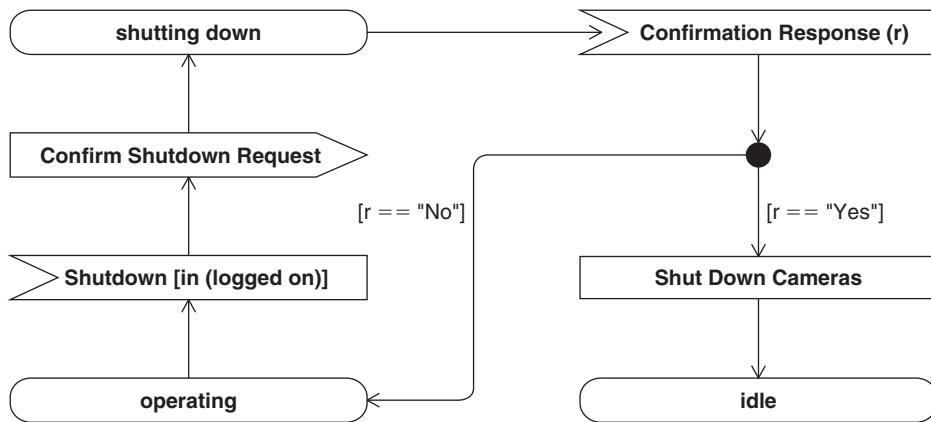 shutting down
Confirmation Response (r)
Confirm Shutdown Request
[r == "No"]
[r == "Yes"]
Shutdown [in (logged on)]
Shut Down Cameras
operating
idle